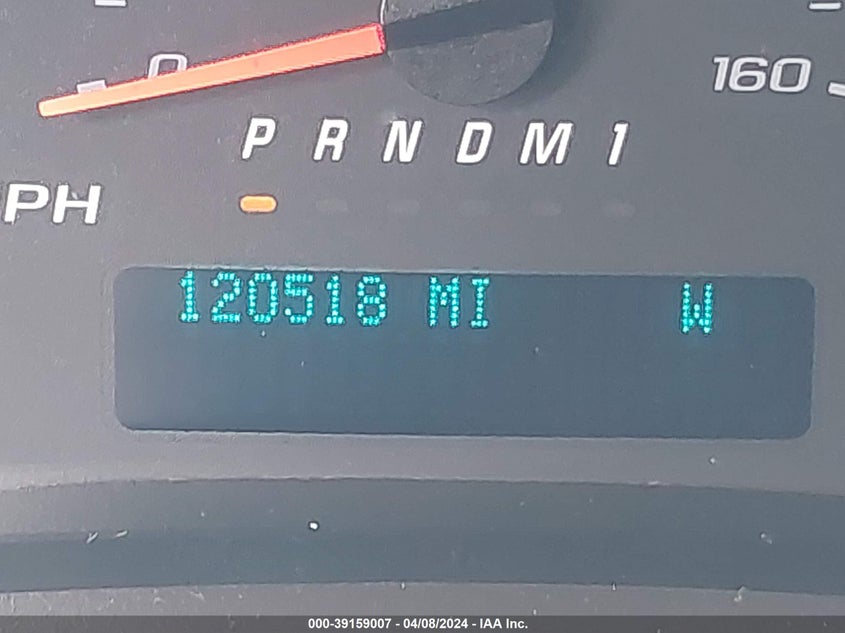 0
160
P R N D M 1
PH
120518 MI W
000-39159007 - 04/08/2024 - IAA Inc.